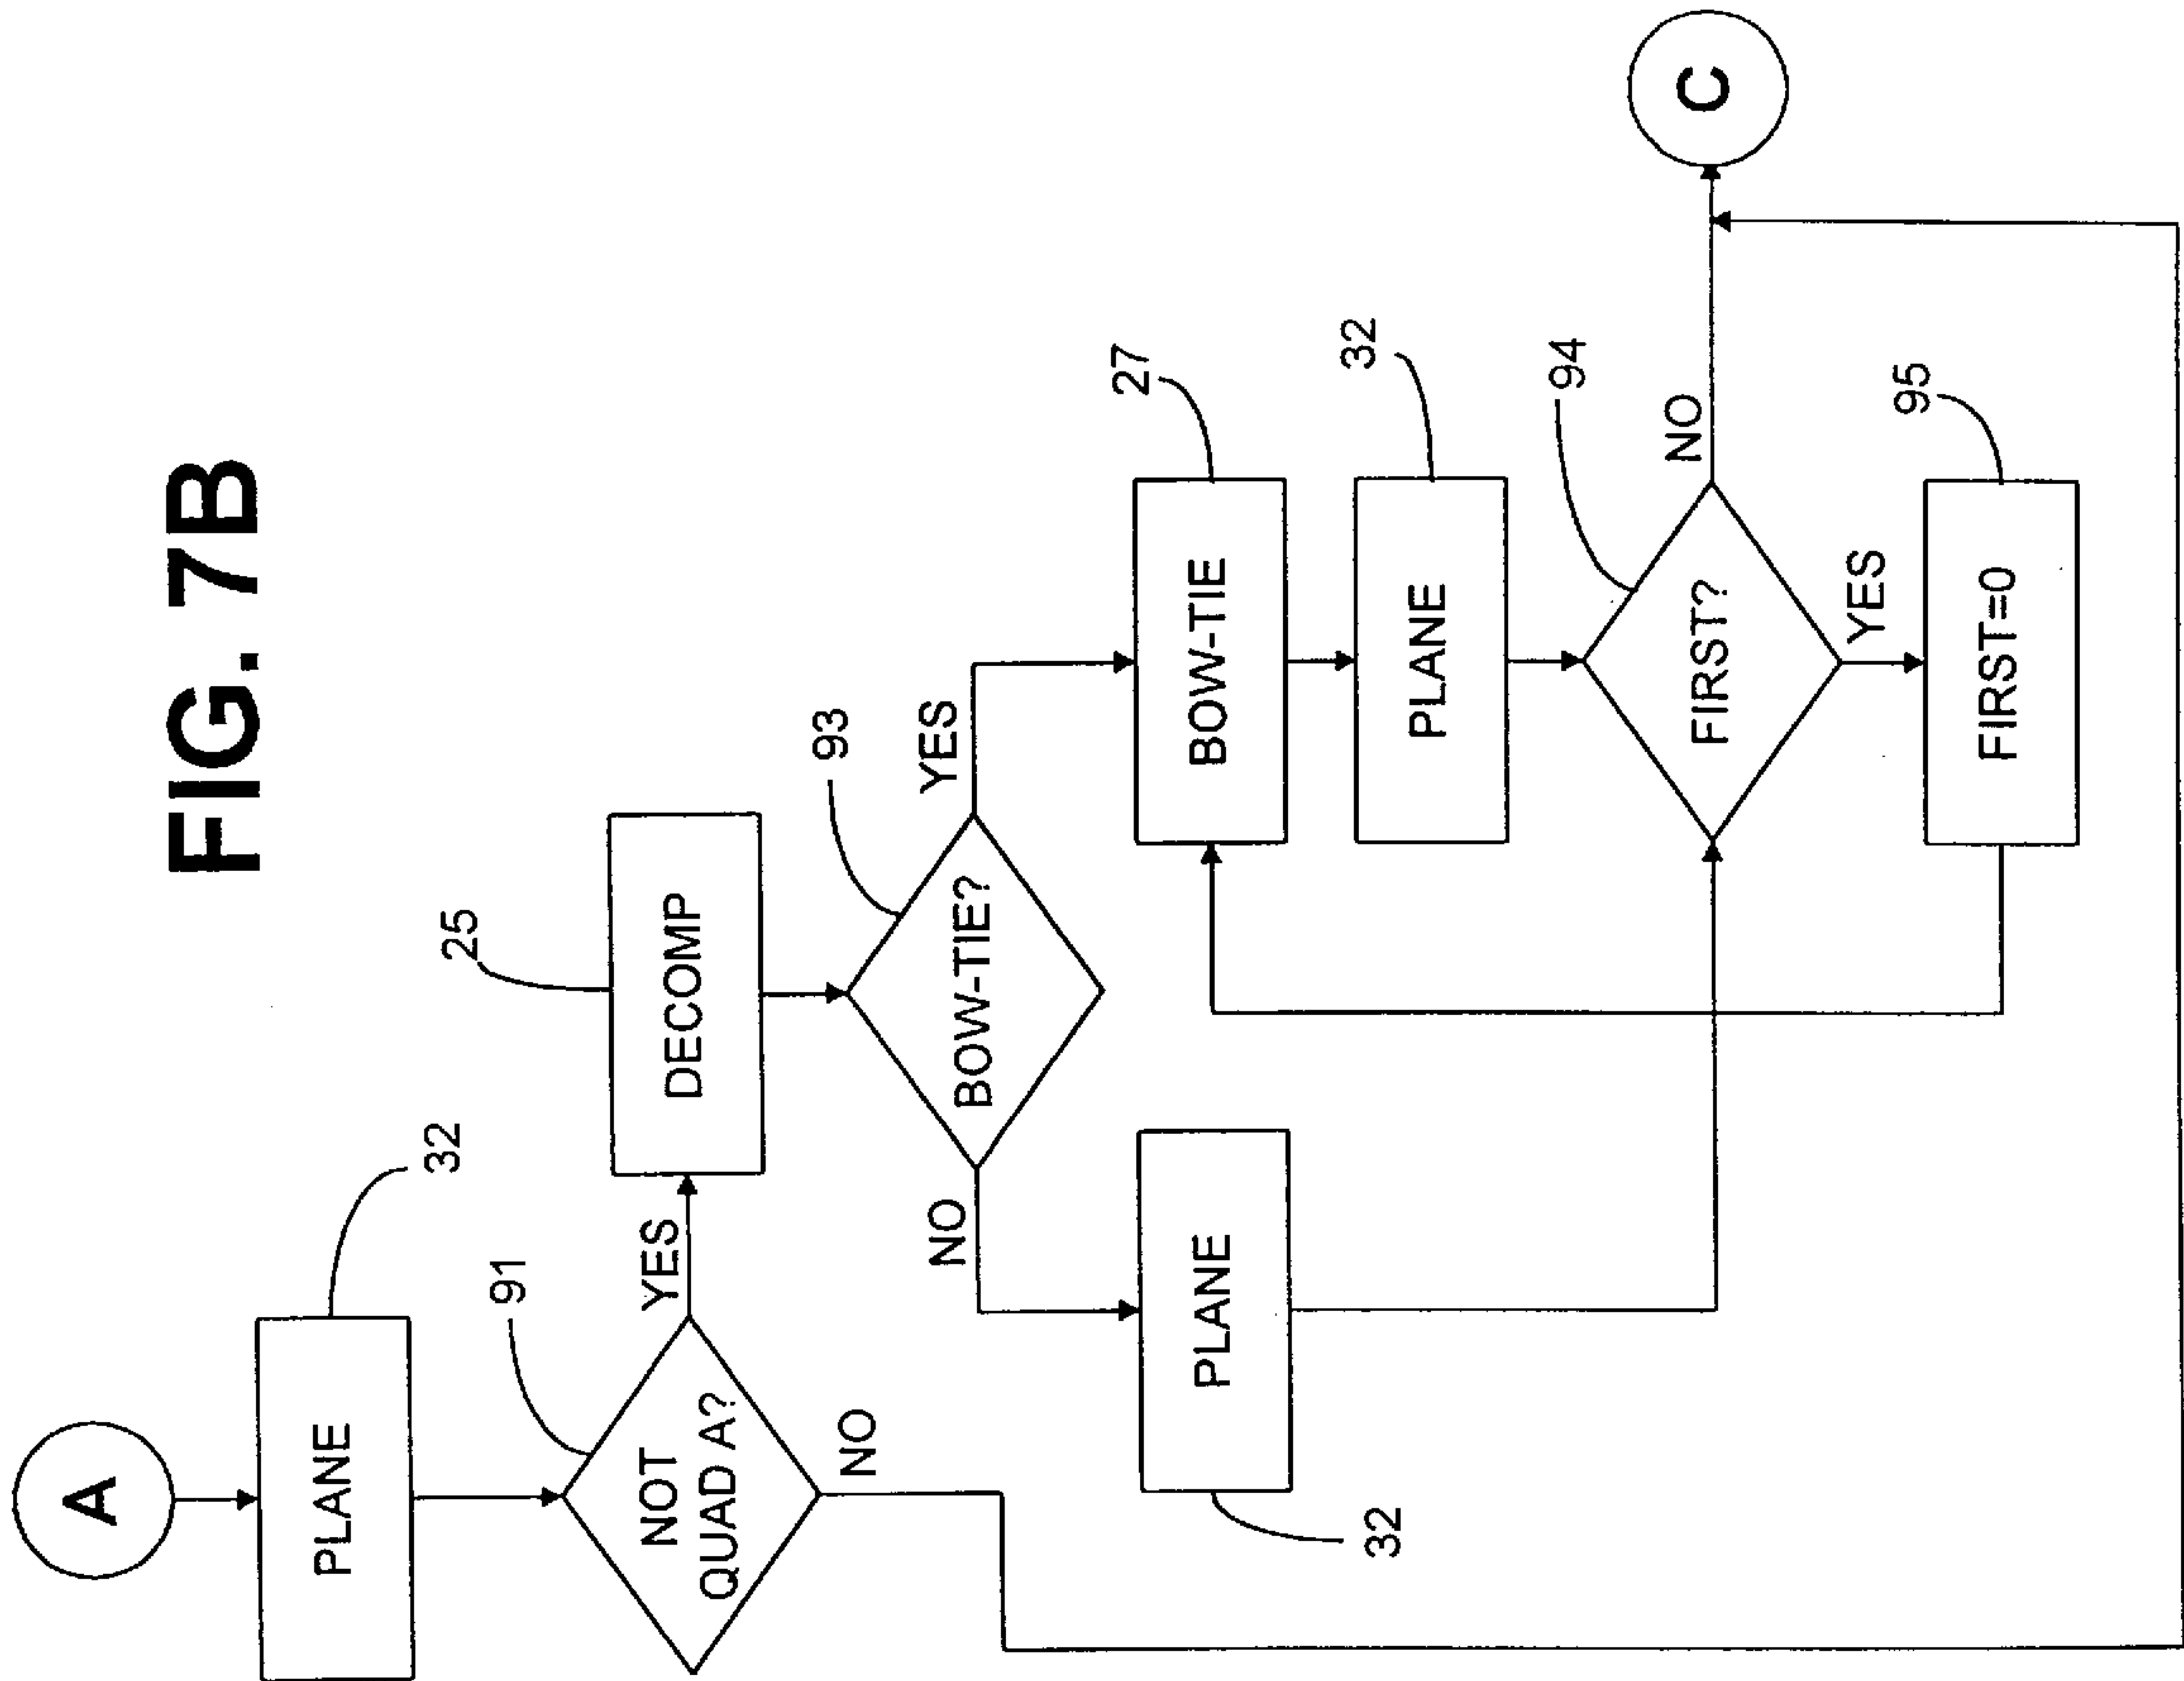 FIG. 7B
A
PLANE
32
NOT
QUAD A?
91
YES
NO
DECOMP
25
BOW-TIE?
93
NO
YES
PLANE
32
BOW-TIE
27
PLANE
32
FIRST?
94
NO
YES
FIRST=0
95
C